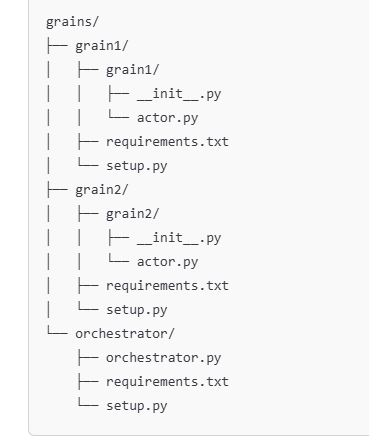 grains/
├── grain1/
│   ├── grain1/
│   │   ├── __init__.py
│   │   └── actor.py
│   ├── requirements.txt
│   └── setup.py
├── grain2/
│   ├── grain2/
│   │   ├── __init__.py
│   │   └── actor.py
│   ├── requirements.txt
│   └── setup.py
└── orchestrator/
    ├── orchestrator.py
    ├── requirements.txt
    └── setup.py